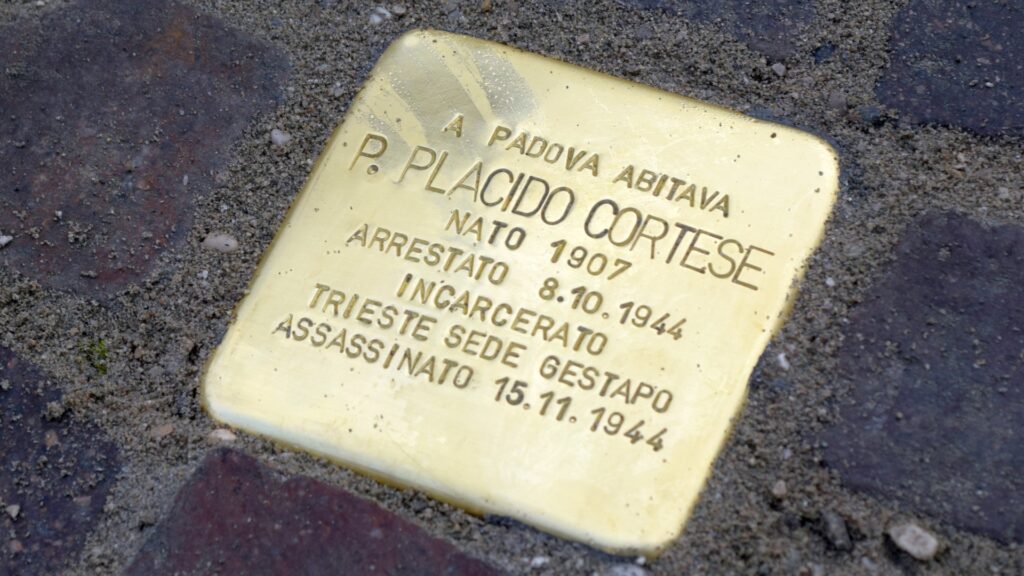 A PADOVA ABITAVA
P. PLACIDO CORTESE
NATO 1907
ARRESTATO 8.10.1944
INCARCERATO
TRIESTE SEDE GESTAPO
ASSASSINATO 15.11.1944